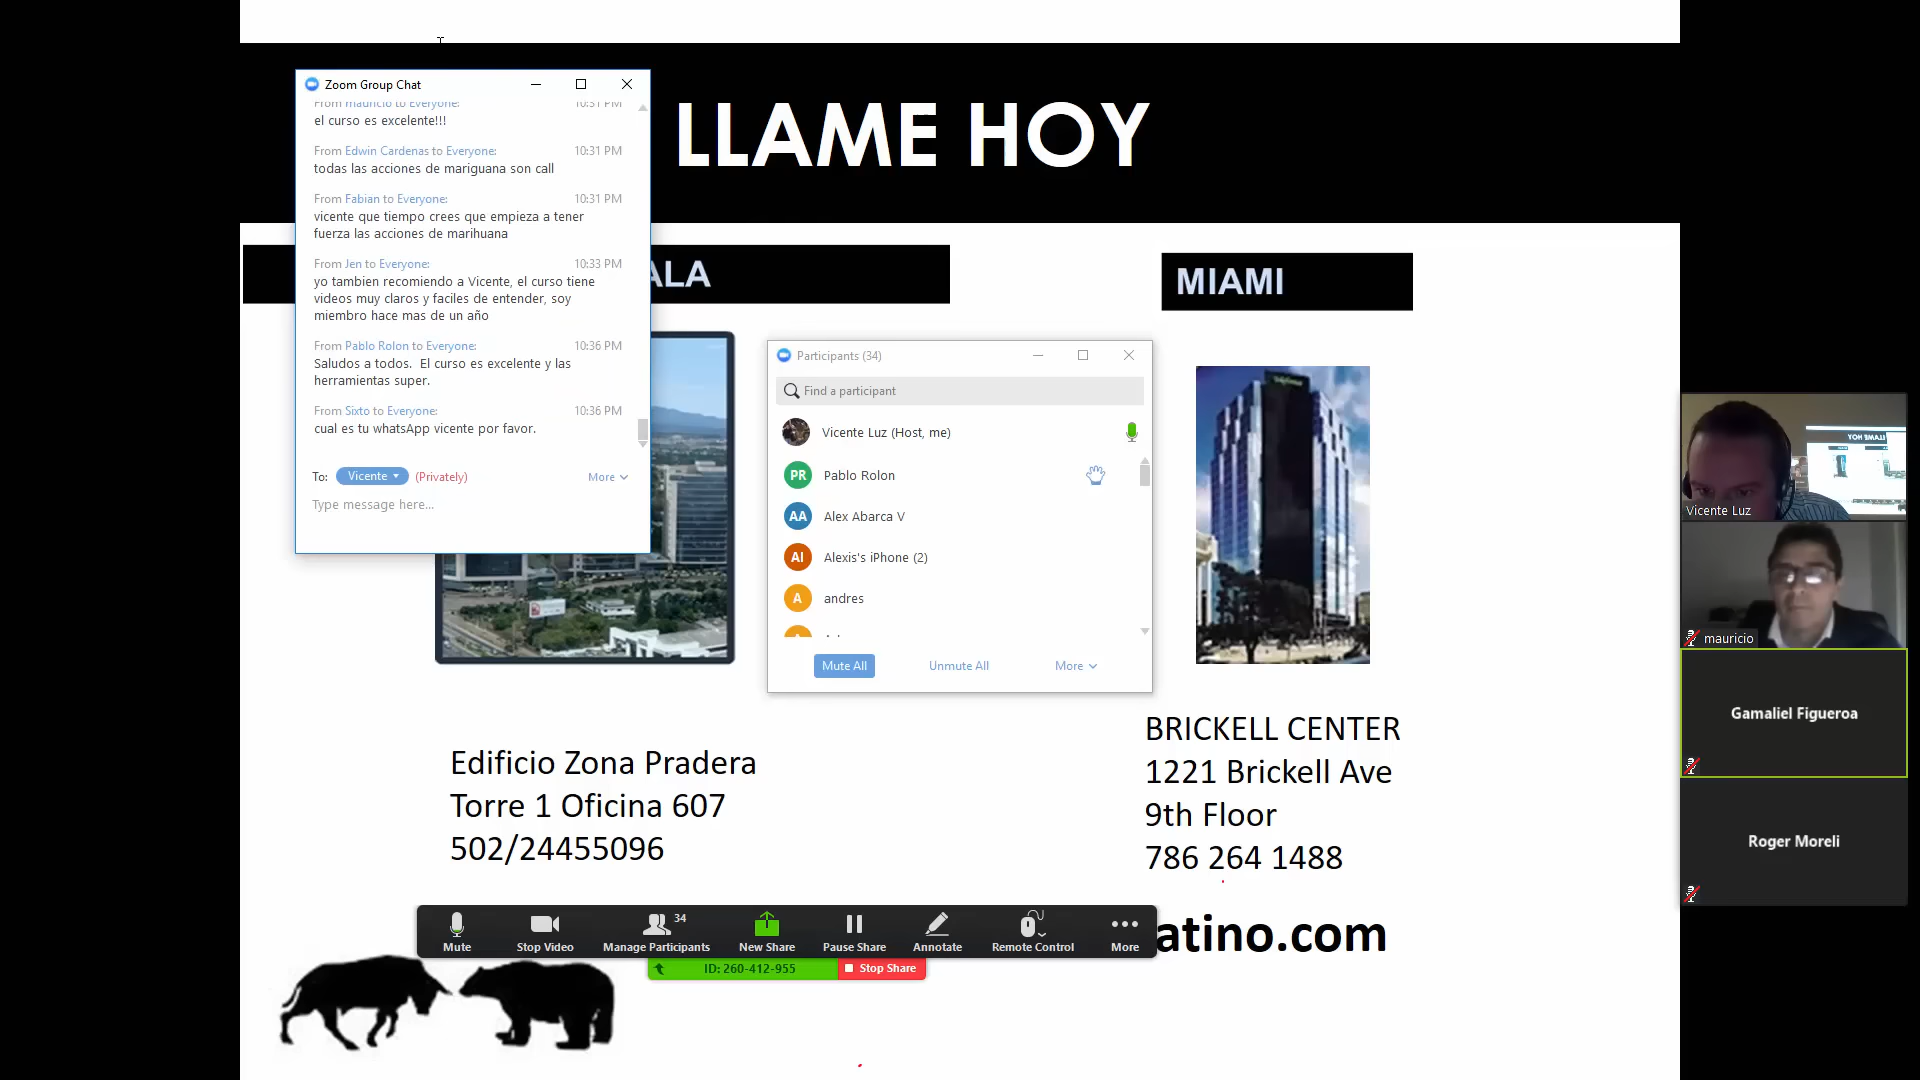 LLAME HOY
Zoom Group Chat
From mauricio to Everyone: 10:31 PM
el curso es excelente!!!
From Edwin Cardenas to Everyone: 10:31 PM
todas las acciones de mariguana son call
From Fabian to Everyone: 10:31 PM
vicente que tiempo crees que empieza a tener
fuerza las acciones de marihuana
From Jen to Everyone: 10:33 PM
yo tambien recomiendo a Vicente, el curso tiene
videos muy claros y faciles de entender, soy
miembro hace mas de un año
From Pablo Rolon to Everyone: 10:36 PM
Saludos a todos. El curso es excelente y las
herramientas super.
From Sixto to Everyone: 10:36 PM
cual es tu whatsApp vicente por favor.
To: Vicente (Privately) More
Type message here...
ALA
MIAMI
Participants (34)
Find a participant
Vicente Luz (Host, me)
PR Pablo Rolon
AA Alex Abarca V
AI Alexis's iPhone (2)
A andres
Mute All Unmute All More
Edificio Zona Pradera
Torre 1 Oficina 607
502/24455096
BRICKELL CENTER
1221 Brickell Ave
9th Floor
786 264 1488
atino.com
Mute Stop Video Manage Participants 34 New Share Pause Share Annotate Remote Control More
ID: 260-412-955 Stop Share
Vicente Luz
mauricio
Gamaliel Figueroa
Roger Moreli